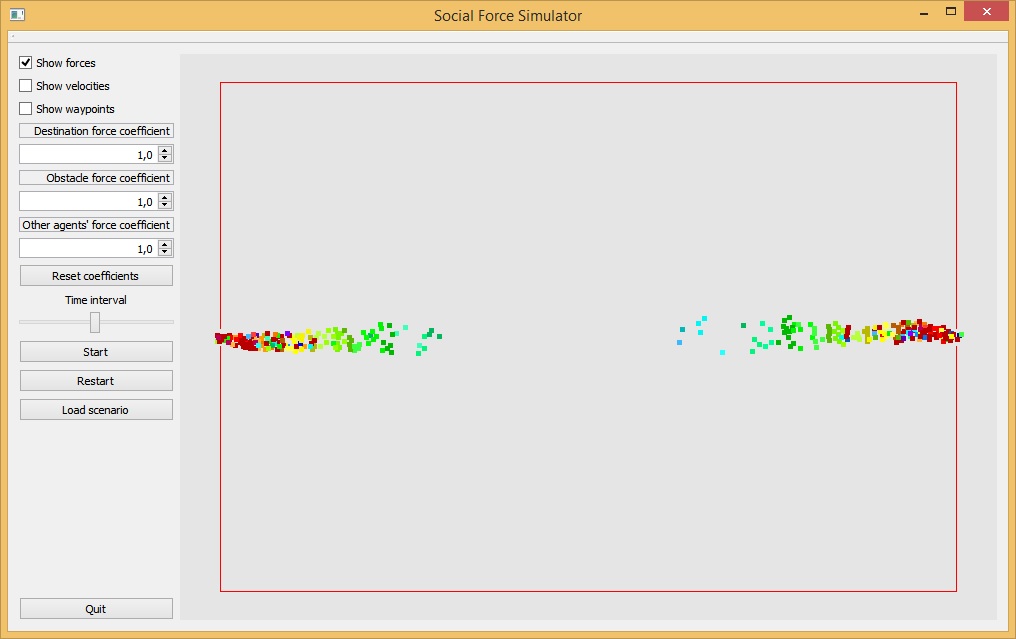 Social Force Simulator
Show forces
Show velocities
Show waypoints
Destination force coefficient
1,0
Obstacle force coefficient
1,0
Other agents' force coefficient
1,0
Reset coefficients
Time interval
Start
Restart
Load scenario
Quit